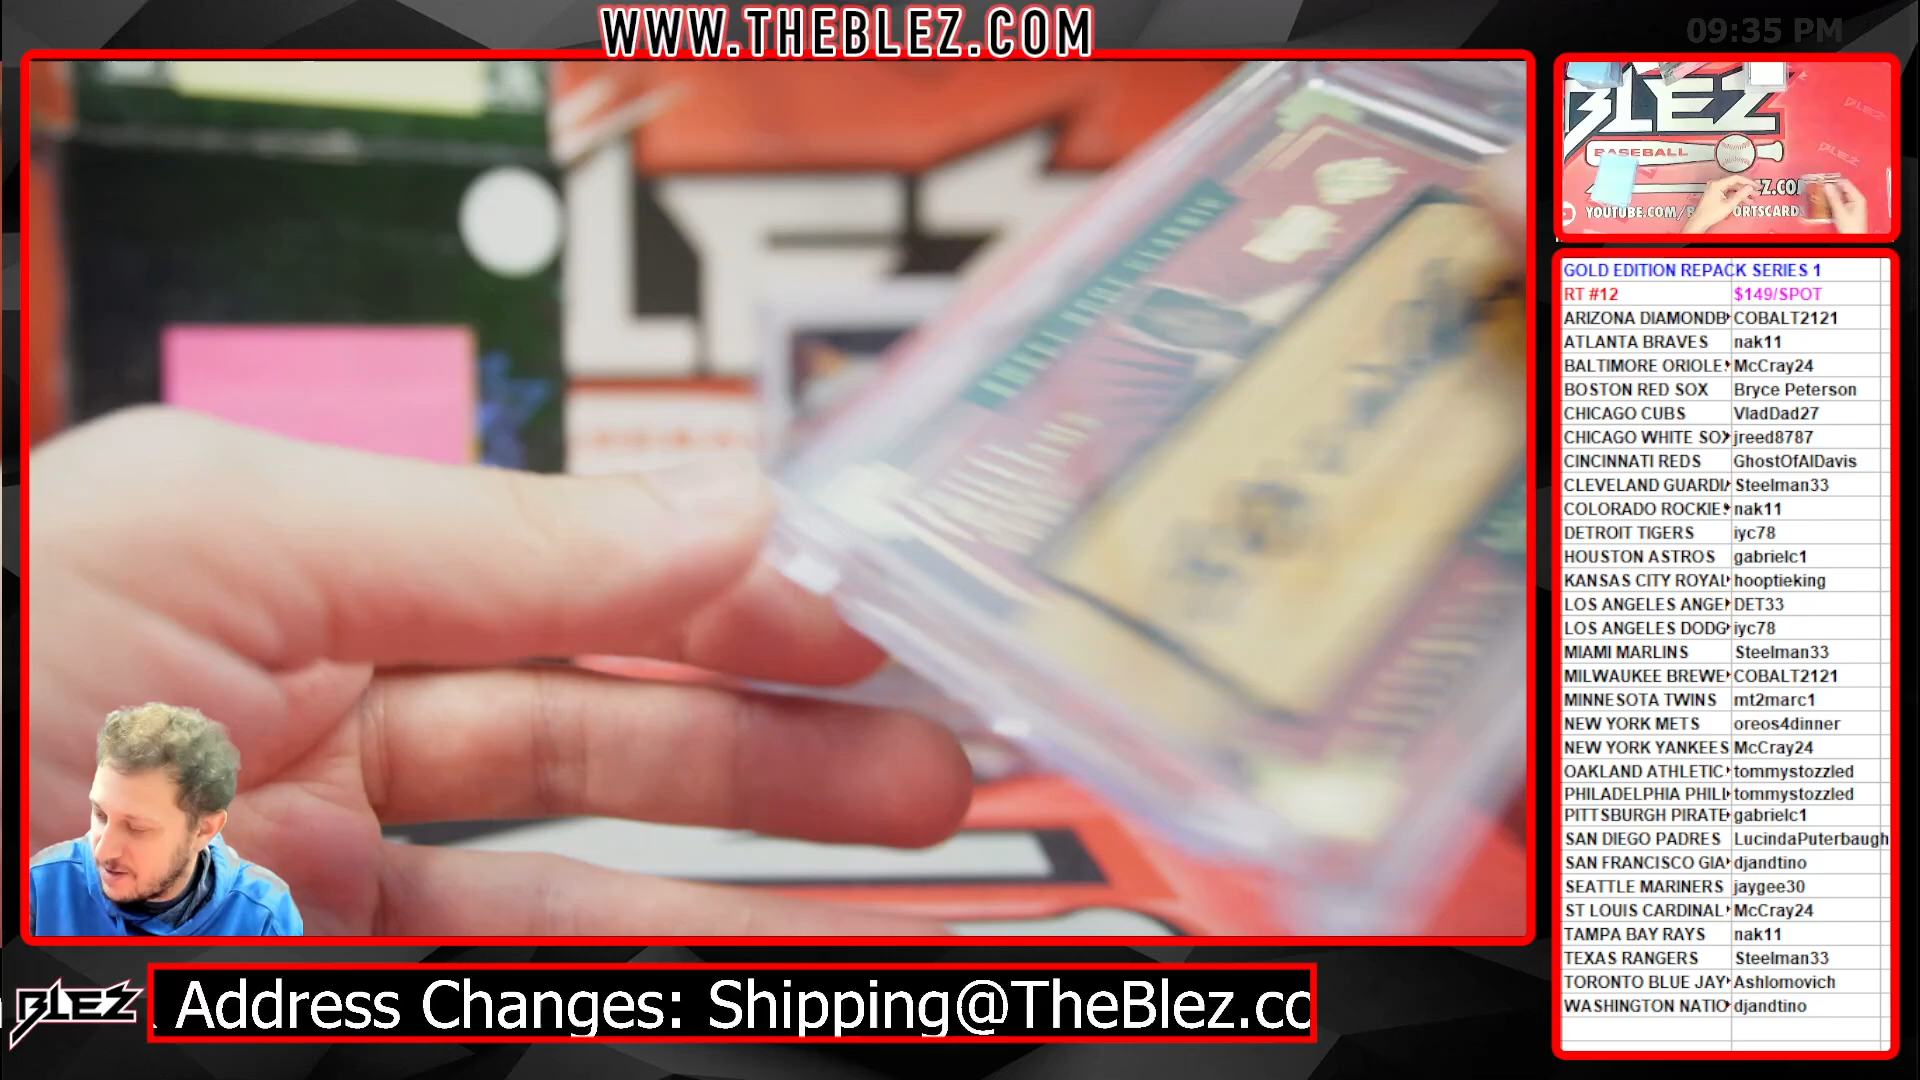 WWW.THEBLEZ.COM
09:35 PM
BLEZ
BASEBALL
YOUTUBE.COM/
GOLD EDITION REPACK SERIES 1
RT #12 $149/SPOT
ARIZONA DIAMONDB COBALT2121
ATLANTA BRAVES nak11
BALTIMORE ORIOLE McCray24
BOSTON RED SOX Bryce Peterson
CHICAGO CUBS VladDad27
CHICAGO WHITE SOX jreed8787
CINCINNATI REDS GhostOfAlDavis
CLEVELAND GUARDI Steelman33
COLORADO ROCKIE nak11
DETROIT TIGERS iyc78
HOUSTON ASTROS gabrielc1
KANSAS CITY ROYAL hooptieking
LOS ANGELES ANGE DET33
LOS ANGELES DODG iyc78
MIAMI MARLINS Steelman33
MILWAUKEE BREWE COBALT2121
MINNESOTA TWINS mt2marc1
NEW YORK METS oreos4dinner
NEW YORK YANKEES McCray24
OAKLAND ATHLETIC tommystozzled
PHILADELPHIA PHILI tommystozzled
PITTSBURGH PIRATE gabrielc1
SAN DIEGO PADRES LucindaPuterbaugh
SAN FRANCISCO GIA djandtino
SEATTLE MARINERS jaygee30
ST LOUIS CARDINAL McCray24
TAMPA BAY RAYS nak11
TEXAS RANGERS Steelman33
TORONTO BLUE JAY Ashlomovich
WASHINGTON NATIO djandtino
BLEZ
Address Changes: Shipping@TheBlez.co